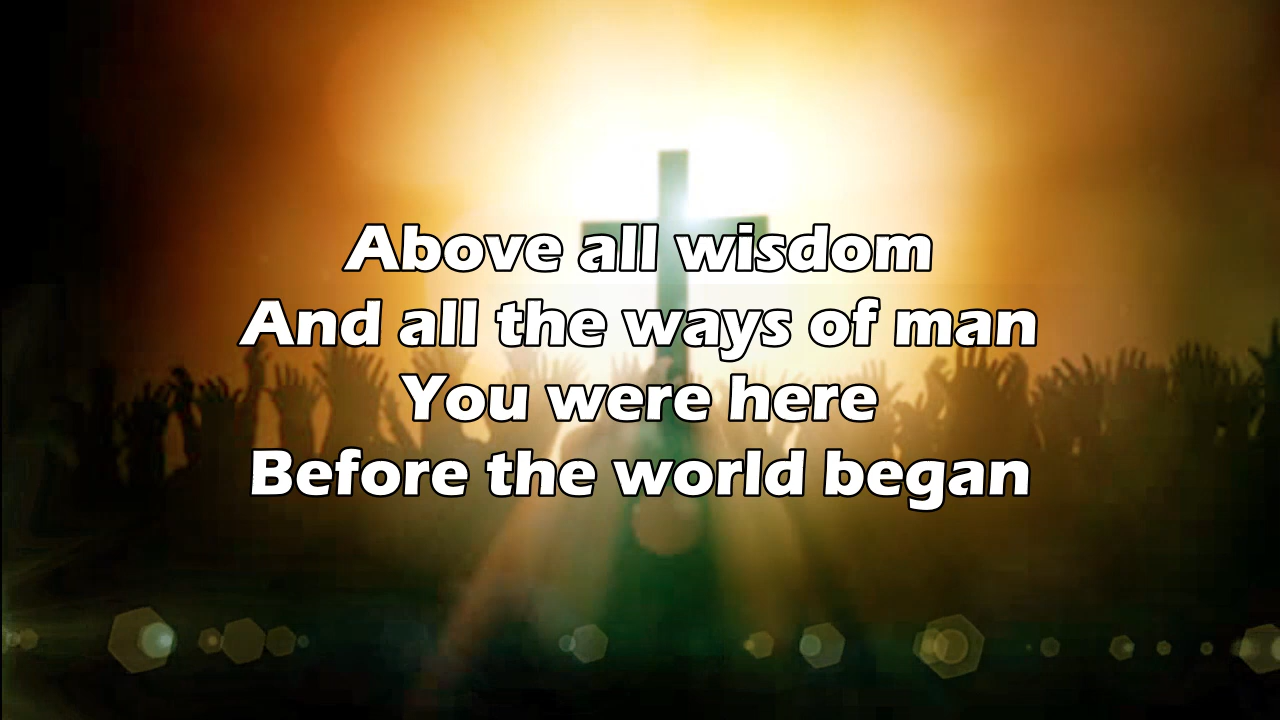 Above all wisdom
And all the ways of man
You were here
Before the world began